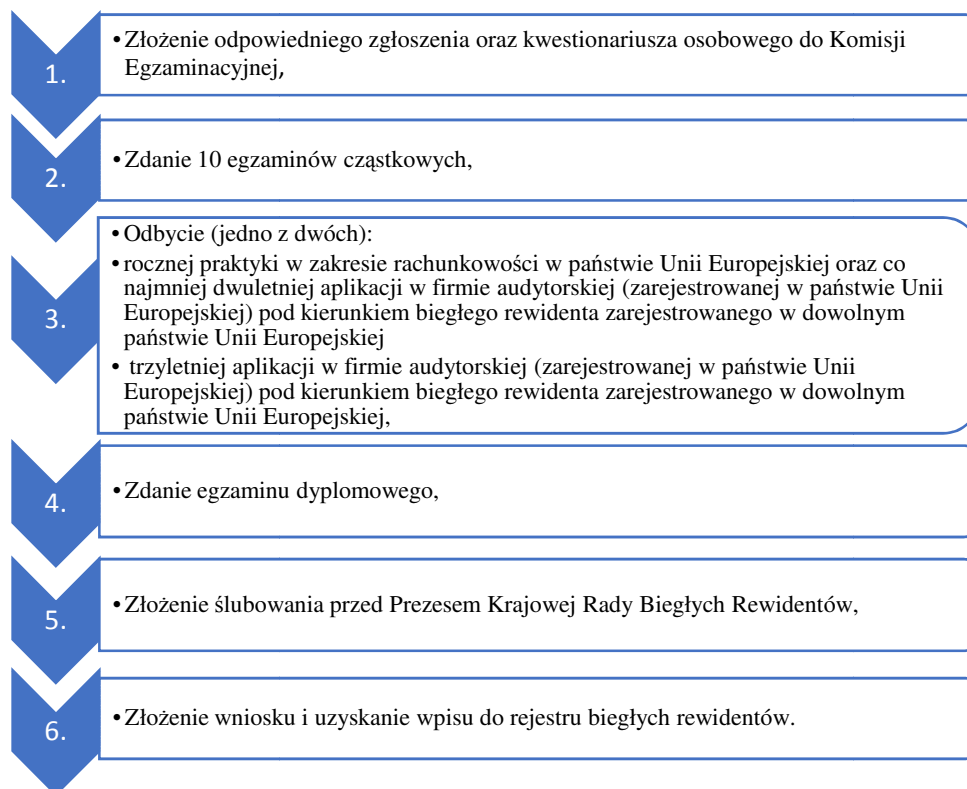 1.
• Złożenie odpowiedniego zgłoszenia oraz kwestionariusza osobowego do Komisji
Egzaminacyjnej,
2.
• Zdanie 10 egzaminów cząstkowych,
3.
• Odbycie (jedno z dwóch):
• rocznej praktyki w zakresie rachunkowości w państwie Unii Europejskiej oraz co
najmniej dwuletniej aplikacji w firmie audytorskiej (zarejestrowanej w państwie Unii
Europejskiej) pod kierunkiem biegłego rewidenta zarejestrowanego w dowolnym
państwie Unii Europejskiej
• trzyletniej aplikacji w firmie audytorskiej (zarejestrowanej w państwie Unii
Europejskiej) pod kierunkiem biegłego rewidenta zarejestrowanego w dowolnym
państwie Unii Europejskiej,
4.
• Zdanie egzaminu dyplomowego,
5.
• Złożenie ślubowania przed Prezesem Krajowej Rady Biegłych Rewidentów,
6.
• Złożenie wniosku i uzyskanie wpisu do rejestru biegłych rewidentów.